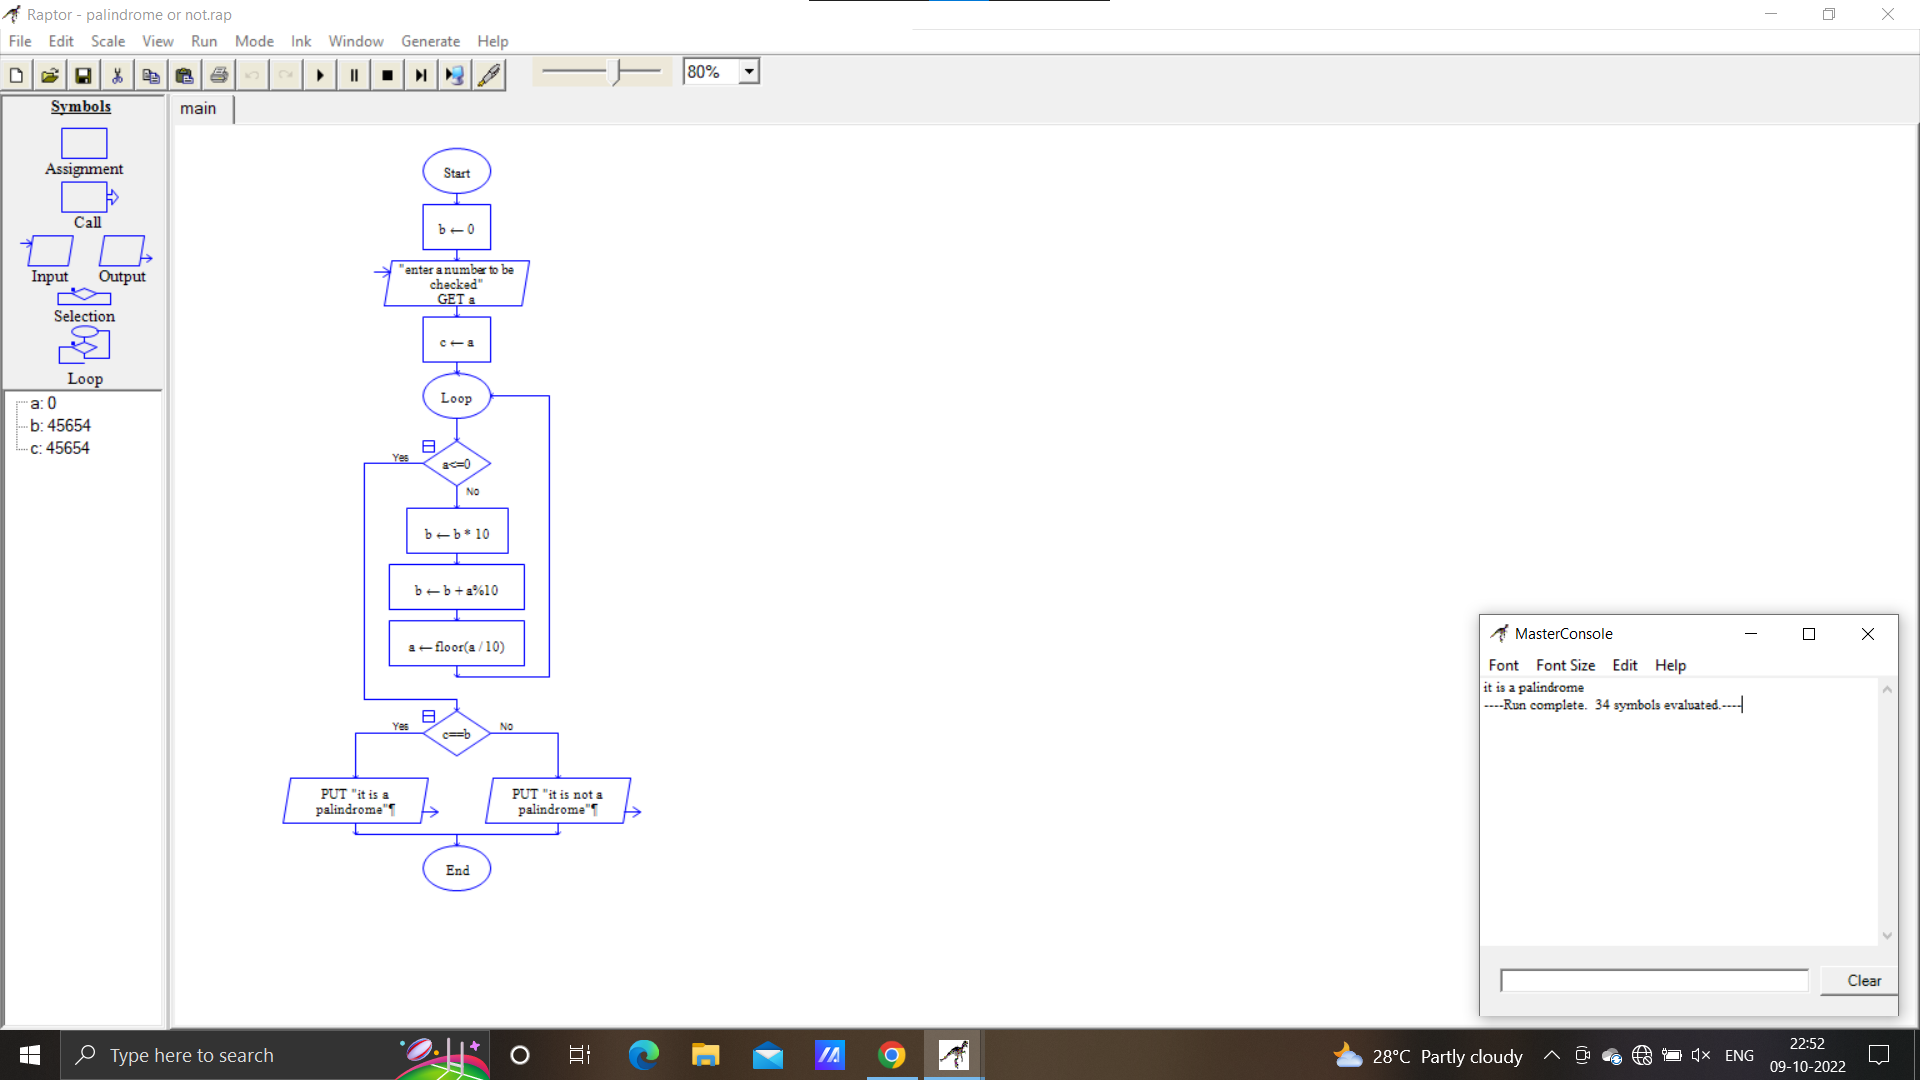 Raptor - palindrome or not.rap
File Edit Scale View Run Mode Ink Window Generate Help
80%
Symbols
Assignment
Call
Input Output
Selection
Loop
a: 0
b: 45654
c: 45654
main
Start
b ← 0
"enter a number to be
checked"
GET a
c ← a
Loop
Yes
a<=0
No
b ← b * 10
b ← b + a%10
a ← floor(a / 10)
Yes
c==b
No
PUT "it is a
palindrome"¶
PUT "it is not a
palindrome"¶
End
MasterConsole
Font Font Size Edit Help
it is a palindrome
----Run complete.  34 symbols evaluated.----
Clear
Type here to search
28°C Partly cloudy
ENG
22:52
09-10-2022